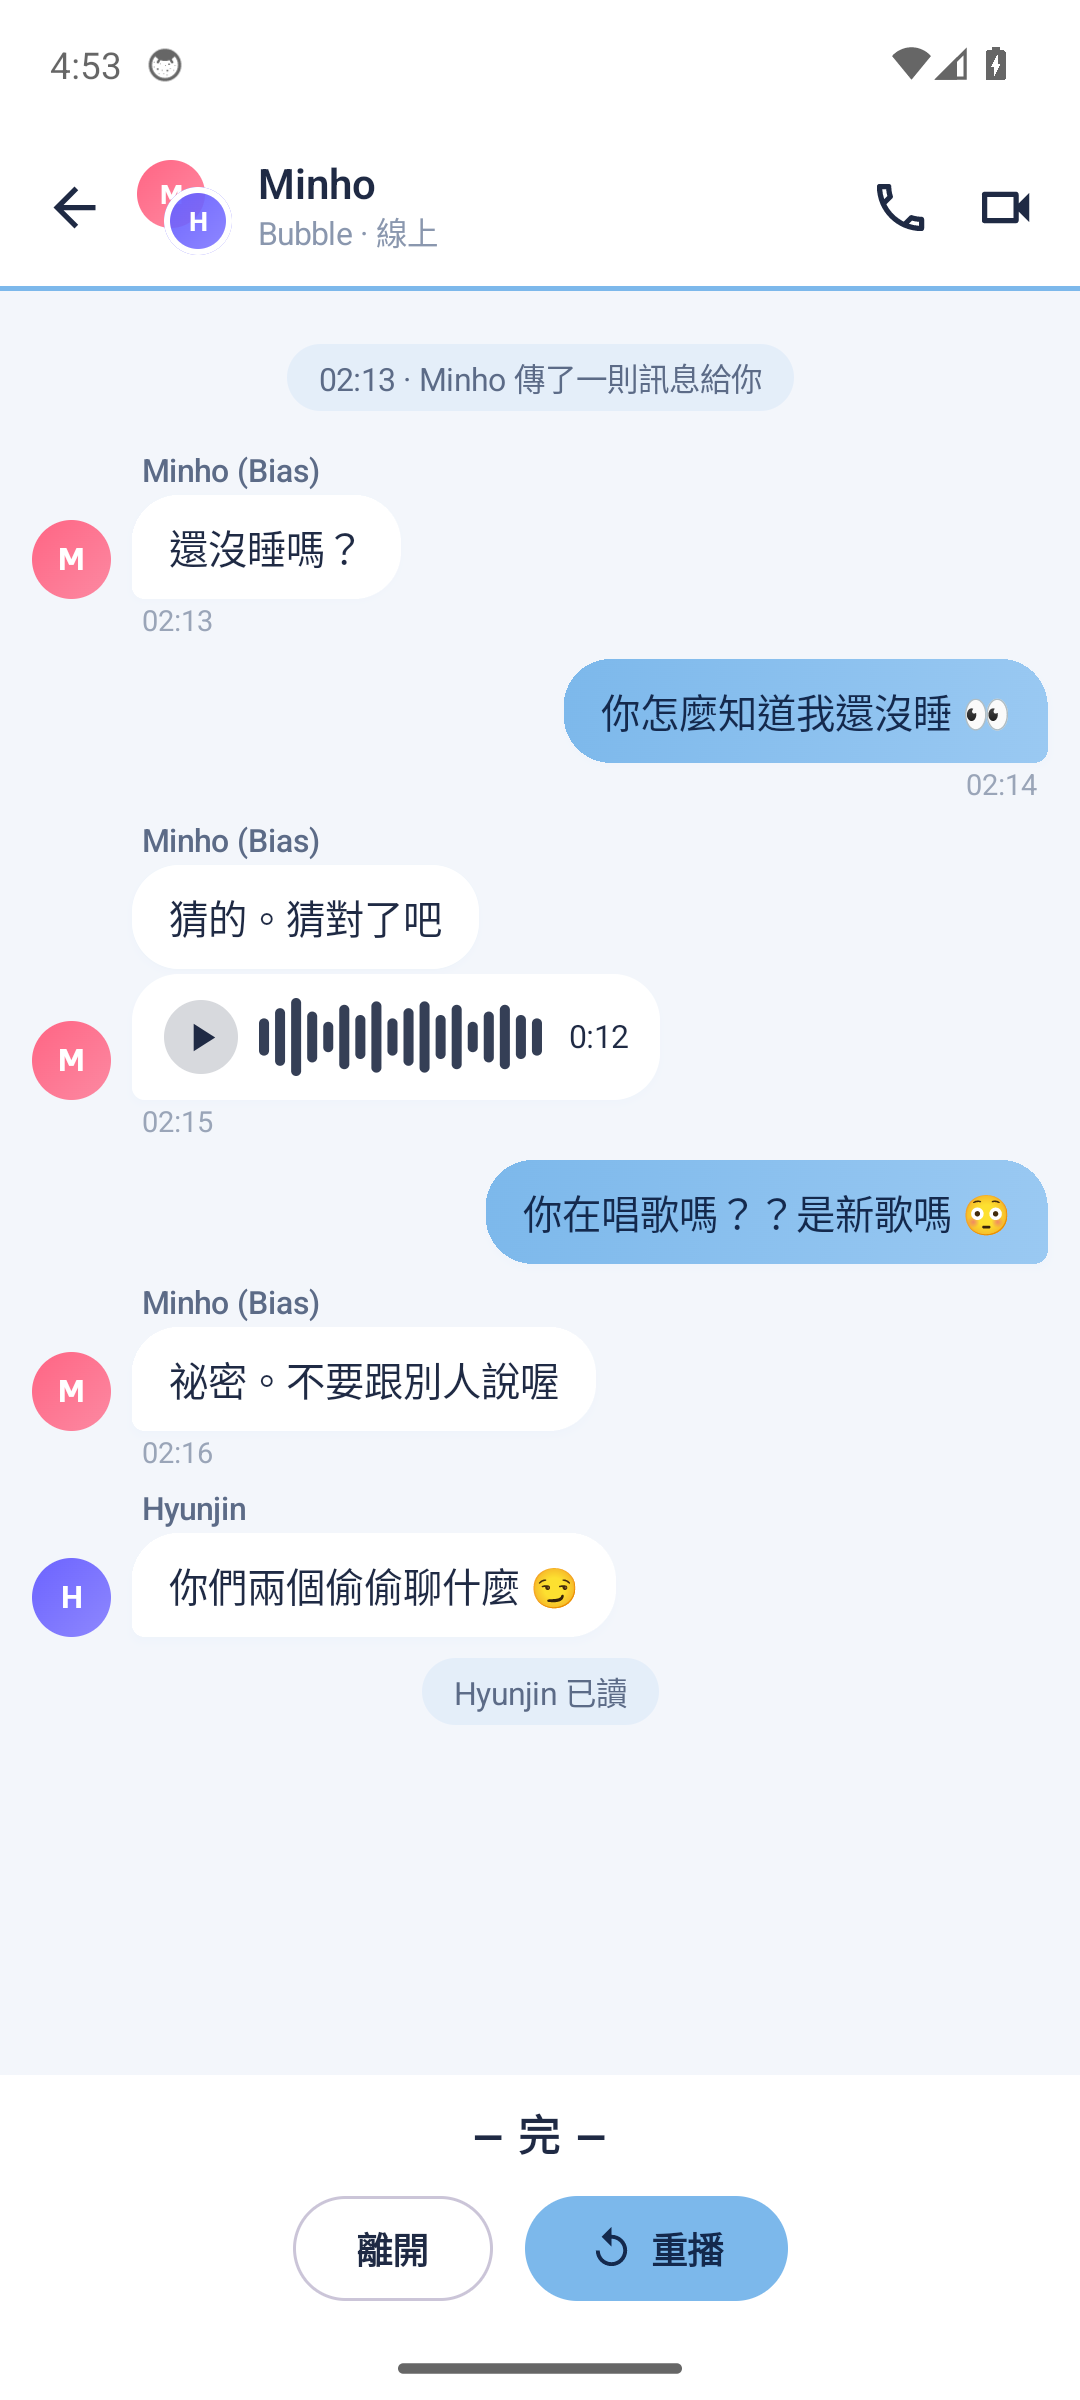 4:53
M
H
Minho
Bubble · 線上
02:13 · Minho 傳了一則訊息給你
Minho (Bias)
M
還沒睡嗎？
02:13
你怎麼知道我還沒睡 👀
02:14
Minho (Bias)
猜的。猜對了吧
M
0:12
02:15
你在唱歌嗎？？是新歌嗎 😳
Minho (Bias)
M
祕密。不要跟別人說喔
02:16
Hyunjin
H
你們兩個偷偷聊什麼 😏
Hyunjin 已讀
– 完 –
離開
重播